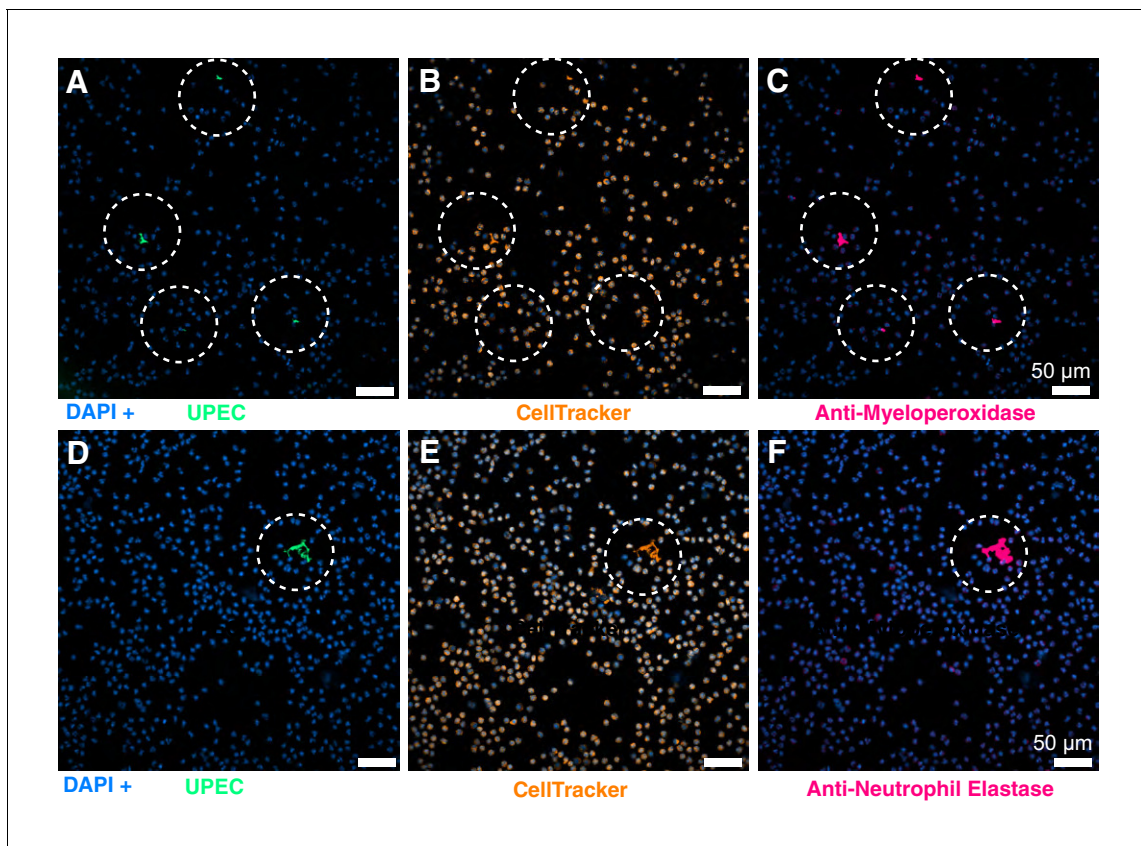 A
B
C
50 µm
DAPI + UPEC
CellTracker
Anti-Myeloperoxidase
D
E
F
50 µm
DAPI + UPEC
CellTracker
Anti-Neutrophil Elastase